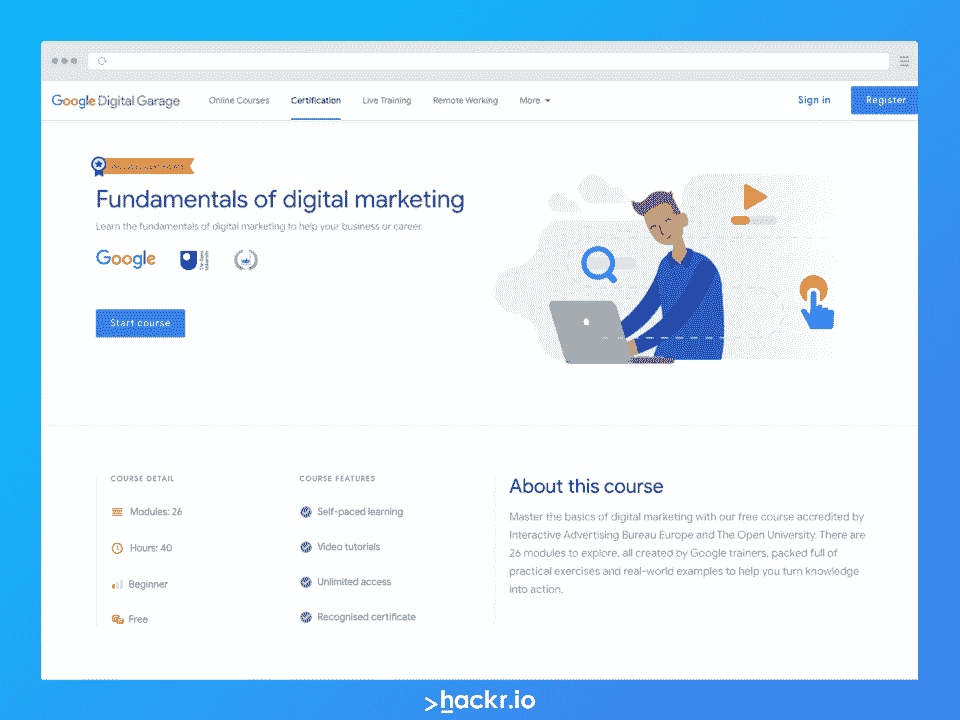 Google Digital Garage Online Courses Certification Live Training Remote Working More Sign in Register
Fundamentals of digital marketing
Learn the fundamentals of digital marketing to help your business or career.
Google The Open University
Start course
COURSE DETAIL
Modules: 26
Hours: 40
Beginner
Free
COURSE FEATURES
Self-paced learning
Video tutorials
Unlimited access
Recognised certificate
About this course
Master the basics of digital marketing with our free course accredited by
Interactive Advertising Bureau Europe and The Open University. There are
26 modules to explore, all created by Google trainers, packed full of
practical exercises and real-world examples to help you turn knowledge
into action.
>hackr.io